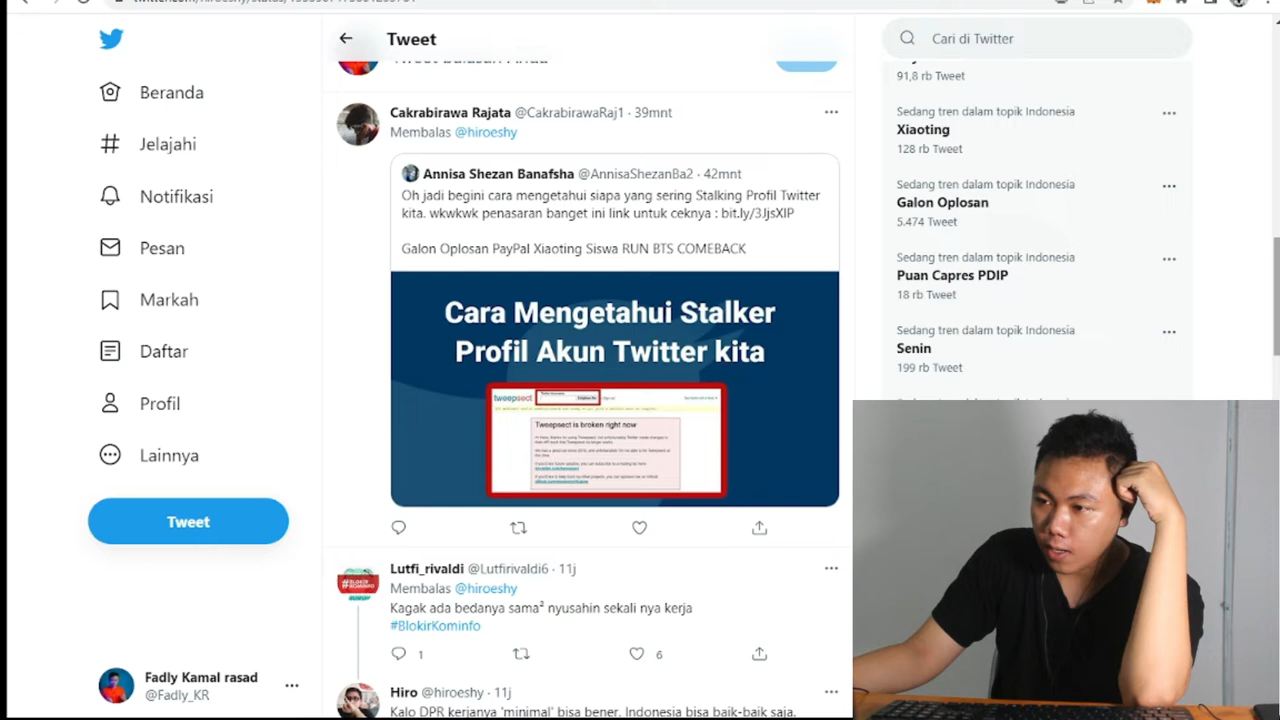 Tweet
Cari di Twitter
Beranda
Jelajahi
Notifikasi
Pesan
Markah
Daftar
Profil
Lainnya
Tweet
Fadly Kamal rasad
@Fadly_KR
Cakrabirawa Rajata @CakrabirawaRaj1 · 39mnt
Membalas @hiroeshy
Annisa Shezan Banafsha @AnnisaShezanBa2 · 42mnt
Oh jadi begini cara mengetahui siapa yang sering Stalking Profil Twitter
kita. wkwkwk penasaran banget ini link untuk ceknya : bit.ly/3JjsXIP
Galon Oplosan PayPal Xiaoting Siswa RUN BTS COMEBACK
Cara Mengetahui Stalker
Profil Akun Twitter kita
tweepsect
Tweepsect is broken right now
Lutfi_rivaldi @Lutfirivaldi6 · 11j
Membalas @hiroeshy
Kagak ada bedanya sama² nyusahin sekali nya kerja
#BlokirKominfo
1
6
Hiro @hiroeshy · 11j
Kalo DPR kerjanya 'minimal' bisa bener. Indonesia bisa baik-baik saja.
91,8 rb Tweet
Sedang tren dalam topik Indonesia
Xiaoting
128 rb Tweet
Sedang tren dalam topik Indonesia
Galon Oplosan
5.474 Tweet
Sedang tren dalam topik Indonesia
Puan Capres PDIP
18 rb Tweet
Sedang tren dalam topik Indonesia
Senin
199 rb Tweet